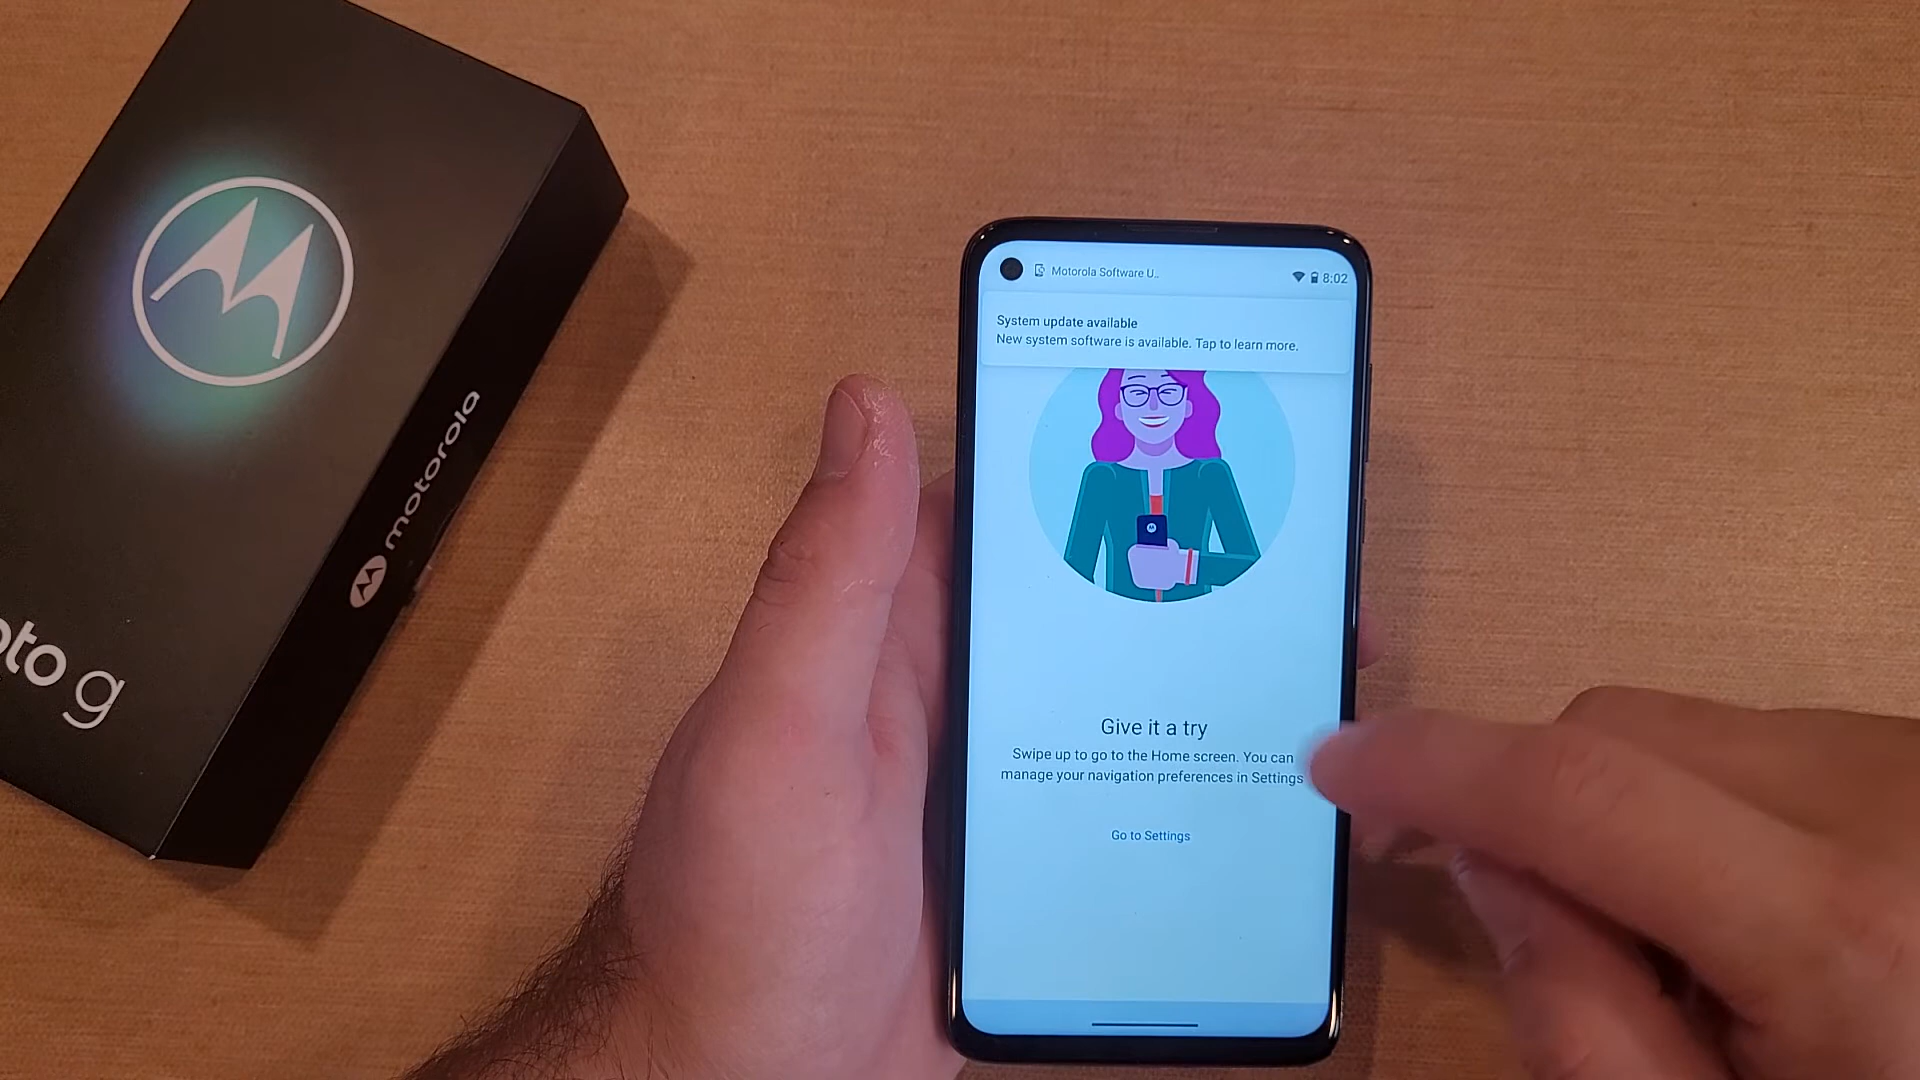 motorola
g
Motorola Software U..
8:02
System update available
New system software is available. Tap to learn more.
Give it a try
Swipe up to go to the Home screen. You can
manage your navigation preferences in Settings
Go to Settings